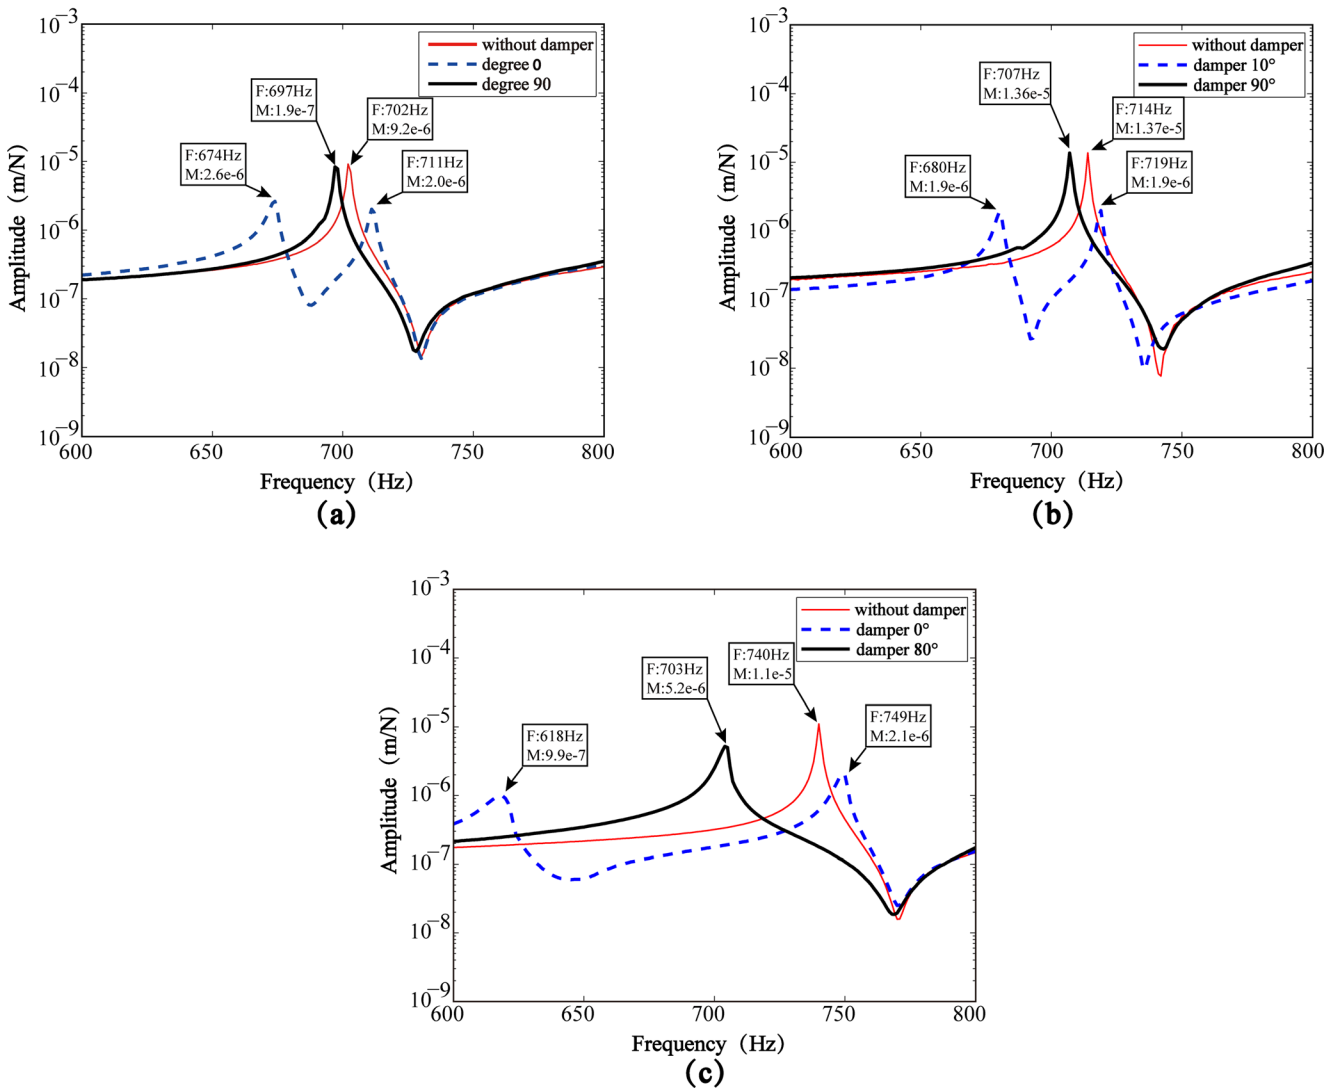 10−3
10−4
10−5
10−6
10−7
10−8
10−9
Amplitude (m/N)
without damper
degree 0
degree 90
F:697Hz
M:1.9e-7
F:702Hz
M:9.2e-6
F:674Hz
M:2.6e-6
F:711Hz
M:2.0e-6
600
650
700
750
800
Frequency (Hz)
(a)
10−3
10−4
10−5
10−6
10−7
10−8
10−9
Amplitude (m/N)
without damper
damper 10°
damper 90°
F:707Hz
M:1.36e-5
F:714Hz
M:1.37e-5
F:680Hz
M:1.9e-6
F:719Hz
M:1.9e-6
600
650
700
750
800
Frequency (Hz)
(b)
10−3
10−4
10−5
10−6
10−7
10−8
10−9
Amplitude (m/N)
without damper
damper 0°
damper 80°
F:703Hz
M:5.2e-6
F:740Hz
M:1.1e-5
F:618Hz
M:9.9e-7
F:749Hz
M:2.1e-6
600
650
700
750
800
Frequency (Hz)
(c)